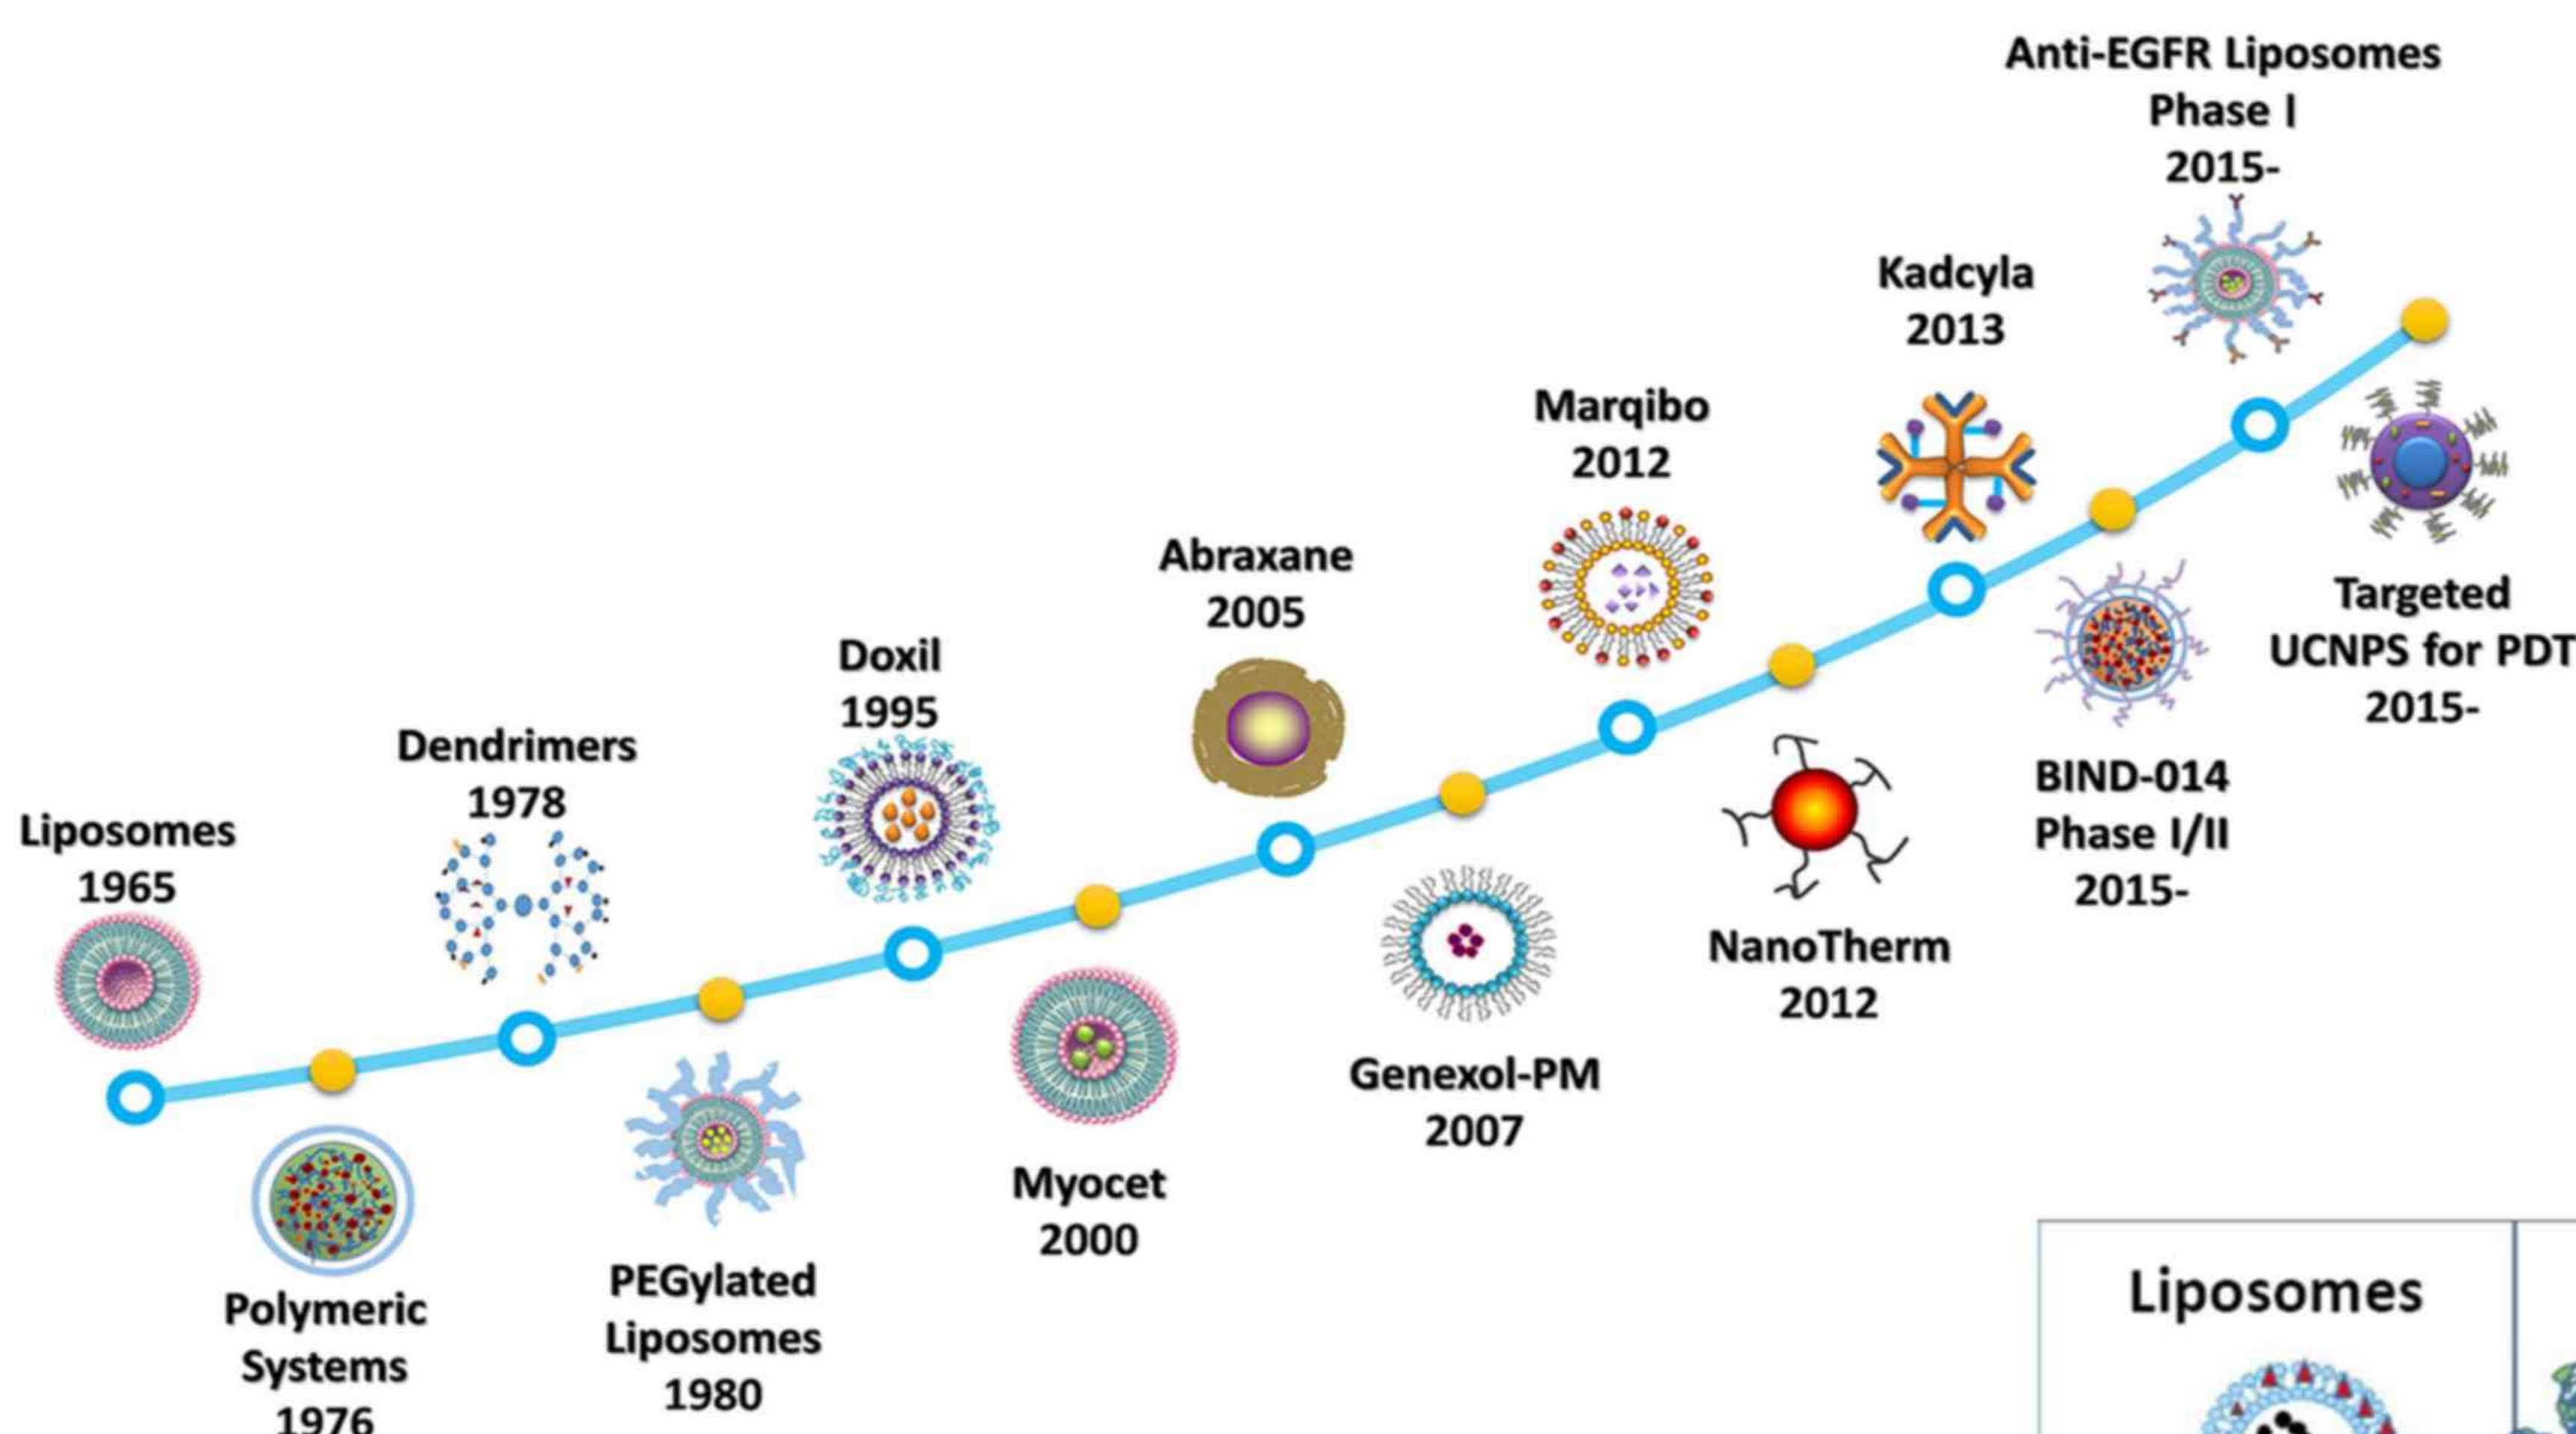 Anti-EGFR Liposomes
Phase I
2015-
Kadcyla
2013
Marqibo
2012
Abraxane
2005
Doxil
1995
Dendrimers
1978
Liposomes
1965
Targeted
UCNPS for PDT
2015-
BIND-014
Phase I/II
2015-
NanoTherm
2012
Genexol-PM
2007
Myocet
2000
PEGylated
Liposomes
1980
Polymeric
Systems
1976
Liposomes